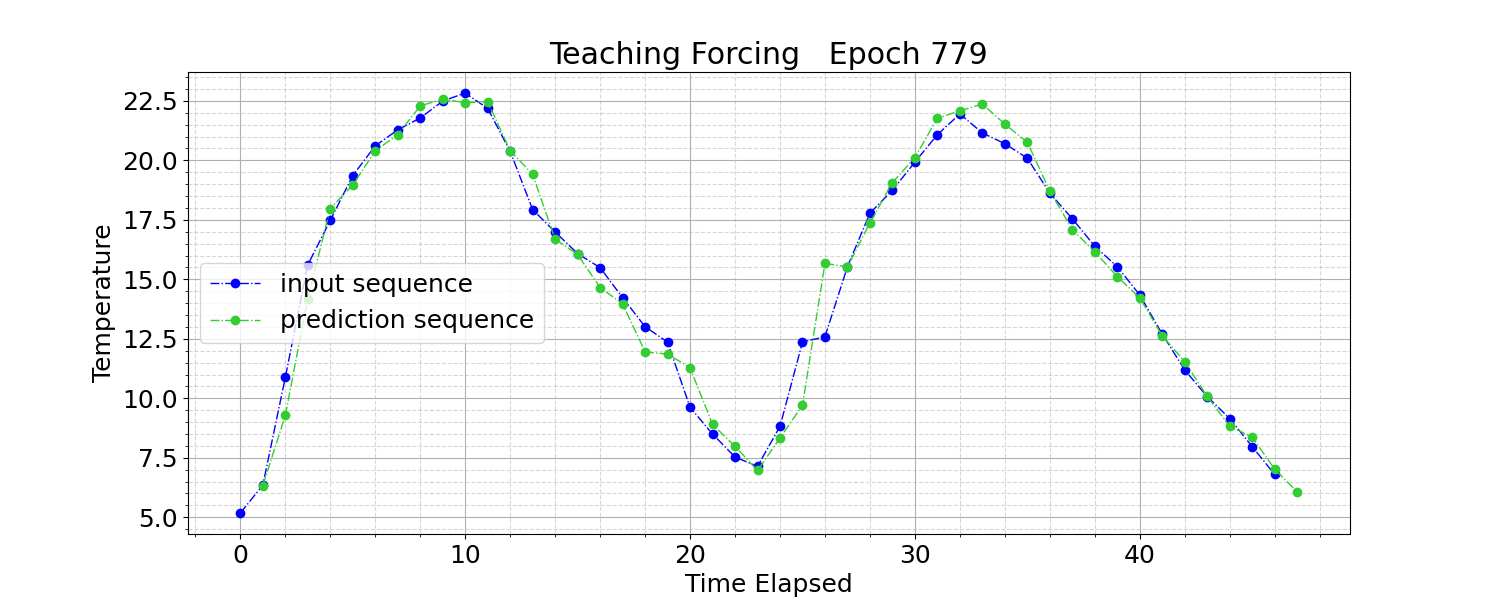 Teaching Forcing   Epoch 779
Temperature
22.5
20.0
17.5
15.0
12.5
10.0
7.5
5.0
input sequence
prediction sequence
0 10 20 30 40
Time Elapsed